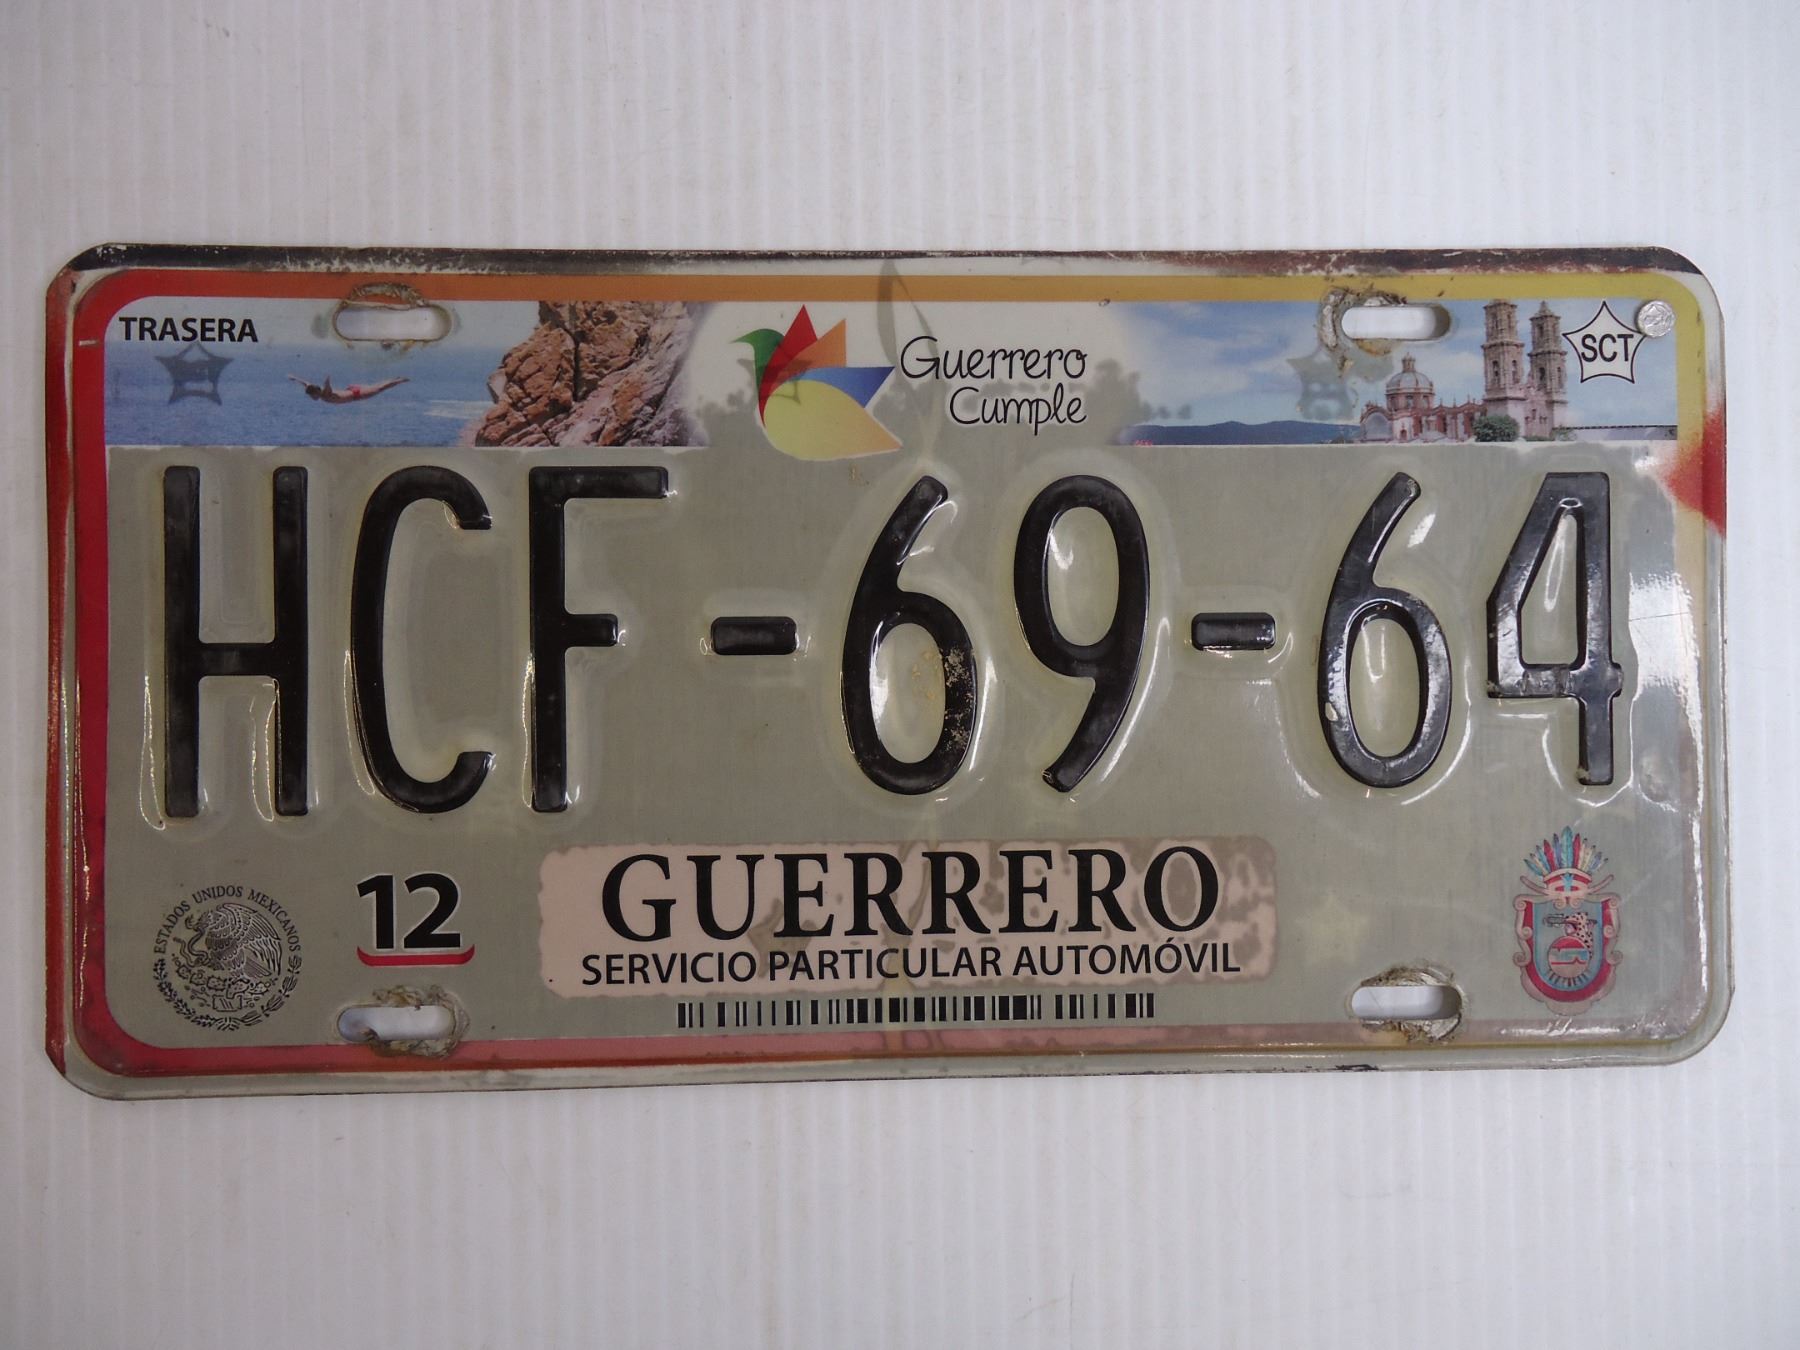 TRASERA
Guerrero
Cumple
SCT
HCF-69-64
ESTADOS UNIDOS MEXICANOS
12
GUERRERO
SERVICIO PARTICULAR AUTOMÓVIL